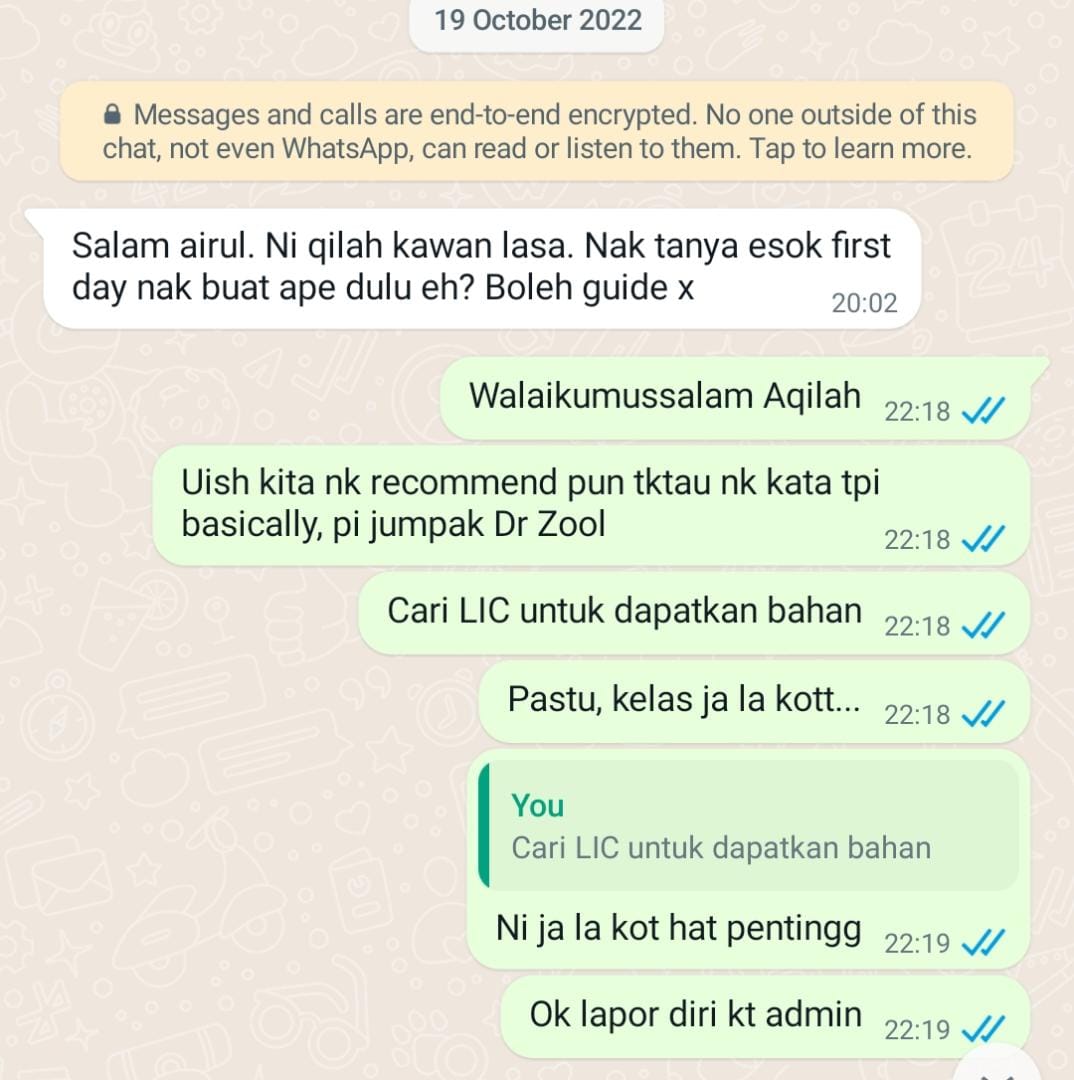 19 October 2022
Messages and calls are end-to-end encrypted. No one outside of this
chat, not even WhatsApp, can read or listen to them. Tap to learn more.
Salam airul. Ni qilah kawan lasa. Nak tanya esok first
day nak buat ape dulu eh? Boleh guide x
20:02
Walaikumussalam Aqilah 22:18
Uish kita nk recommend pun tktau nk kata tpi
basically, pi jumpak Dr Zool 22:18
Cari LIC untuk dapatkan bahan 22:18
Pastu, kelas ja la kott... 22:18
You
Cari LIC untuk dapatkan bahan
Ni ja la kot hat pentingg 22:19
Ok lapor diri kt admin 22:19